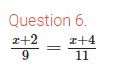 Question 6.
x+2/9 = x+4/11